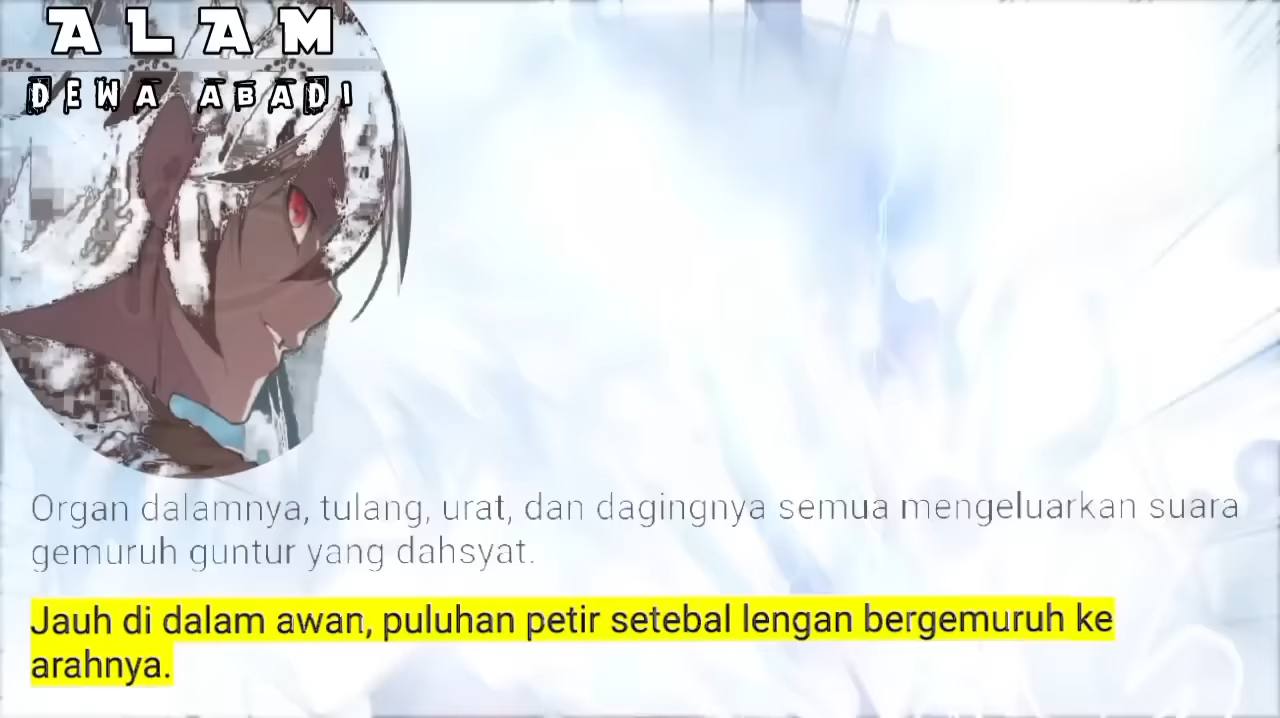 ALAM
DEWA ABADI
Organ dalamnya, tulang, urat, dan dagingnya semua mengeluarkan suara
gemuruh guntur yang dahsyat.
Jauh di dalam awan, puluhan petir setebal lengan bergemuruh ke
arahnya.